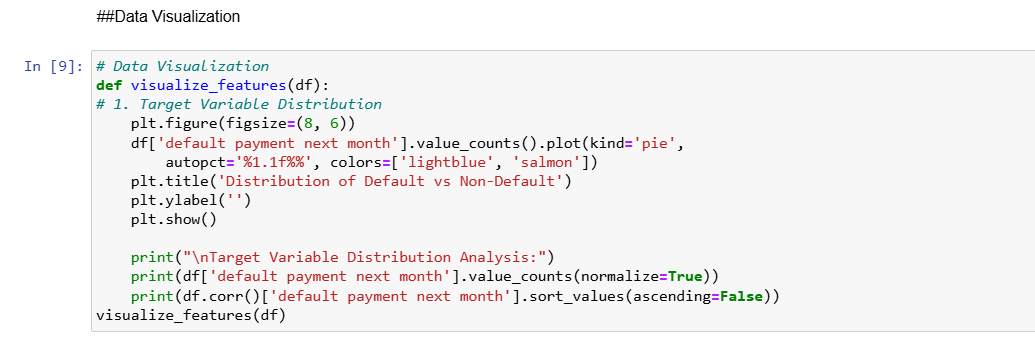 ##Data Visualization
In [9]: # Data Visualization
def visualize_features(df):
# 1. Target Variable Distribution
    plt.figure(figsize=(8, 6))
    df['default payment next month'].value_counts().plot(kind='pie',
        autopct='%1.1f%%', colors=['lightblue', 'salmon'])
    plt.title('Distribution of Default vs Non-Default')
    plt.ylabel('')
    plt.show()
    print("\nTarget Variable Distribution Analysis:")
    print(df['default payment next month'].value_counts(normalize=True))
    print(df.corr()['default payment next month'].sort_values(ascending=False))
visualize_features(df)